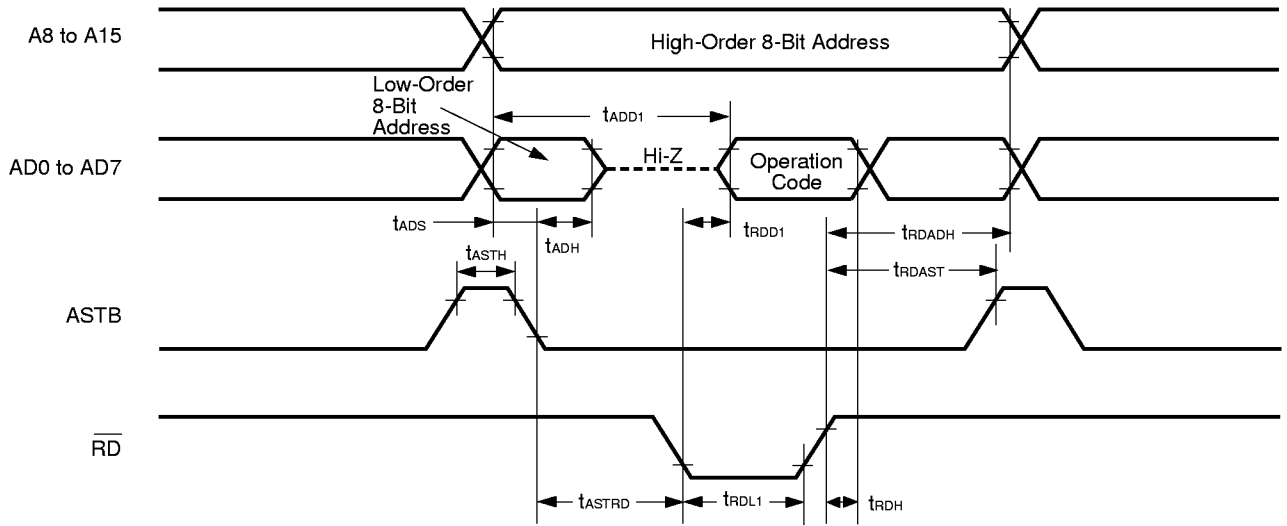 A8 to A15
High-Order 8-Bit Address
Low-Order
8-Bit
Address
tADD1
AD0 to AD7
Hi-Z
Operation
Code
tADS
tADH
tRDD1
tRDADH
tASTH
tRDAST
ASTB
RD
tASTRD
tRDL1
tRDH